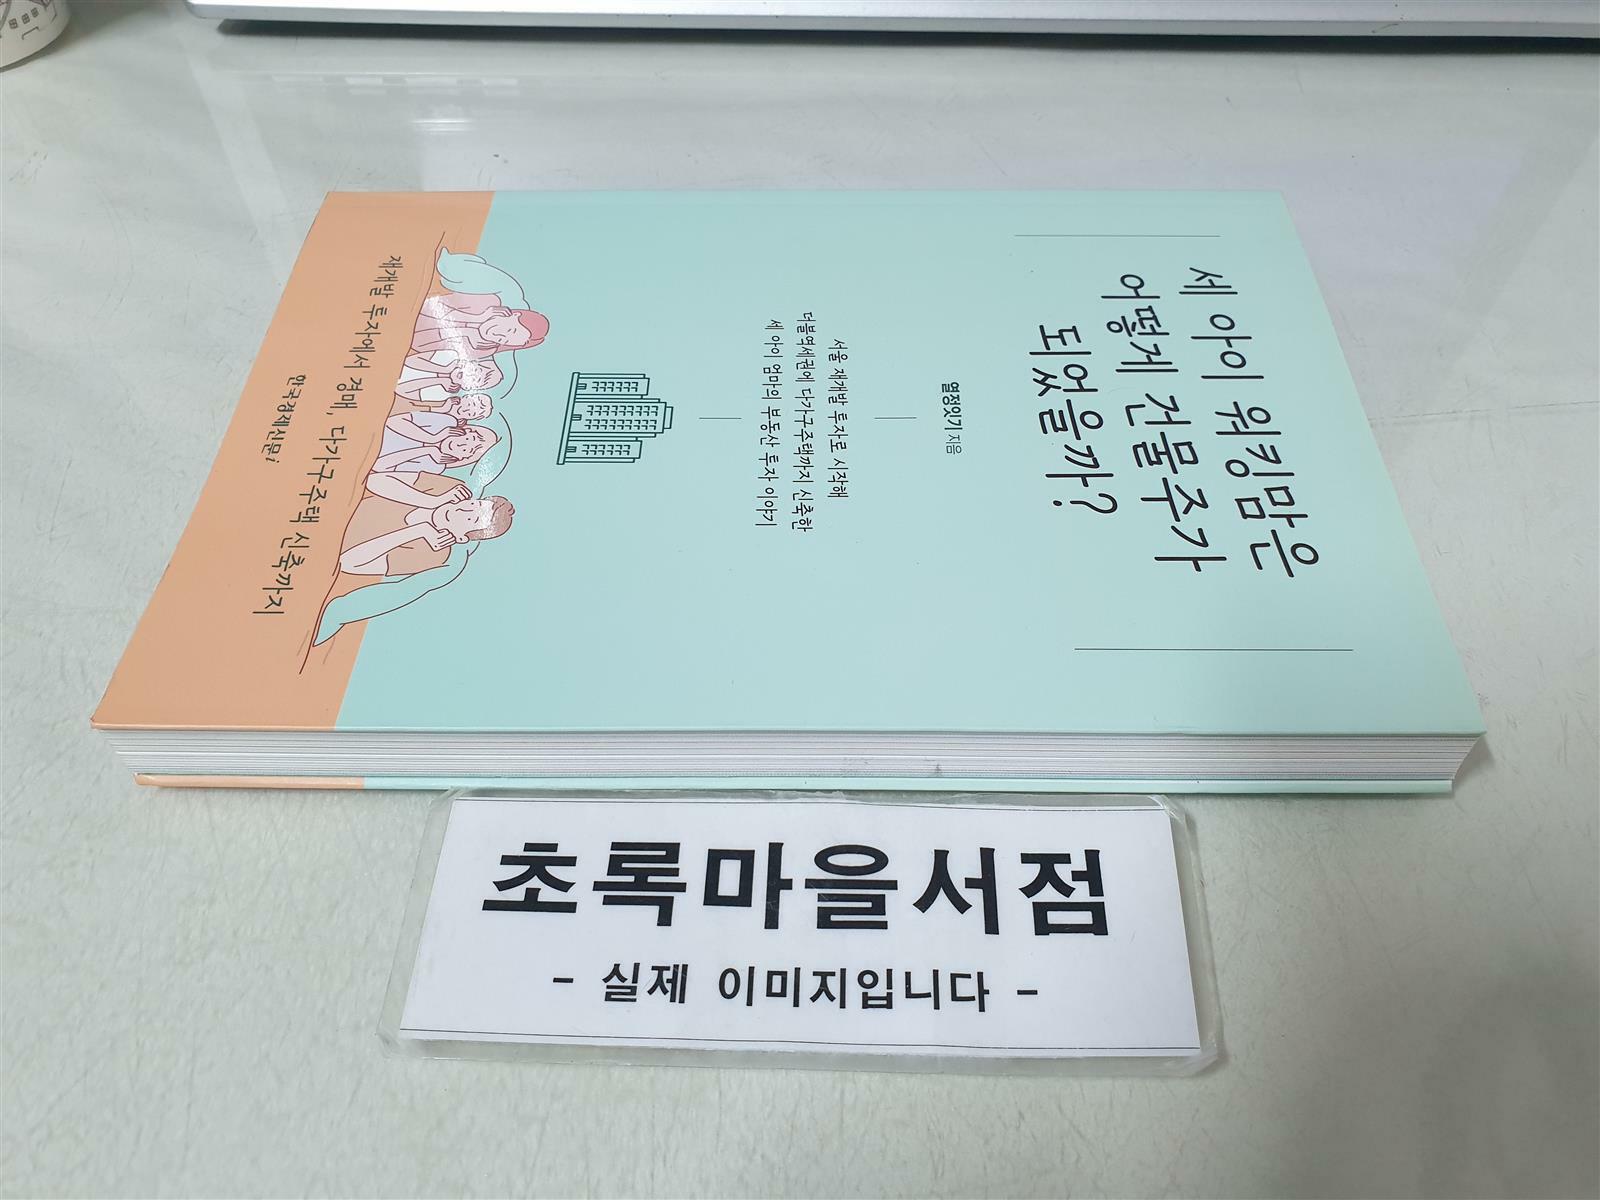 세 아이 워킹맘은
어떻게 건물주가
되었을까?
열정잇기 지음
서울 재개발 투자로 시작해
더블역세권에 다가구주택까지 신축한
세 아이 엄마의 부동산 투자 이야기
재개발 투자에서 경매, 다가구주택 신축까지
한국경제신문 i
초록마을서점
- 실제 이미지입니다 -